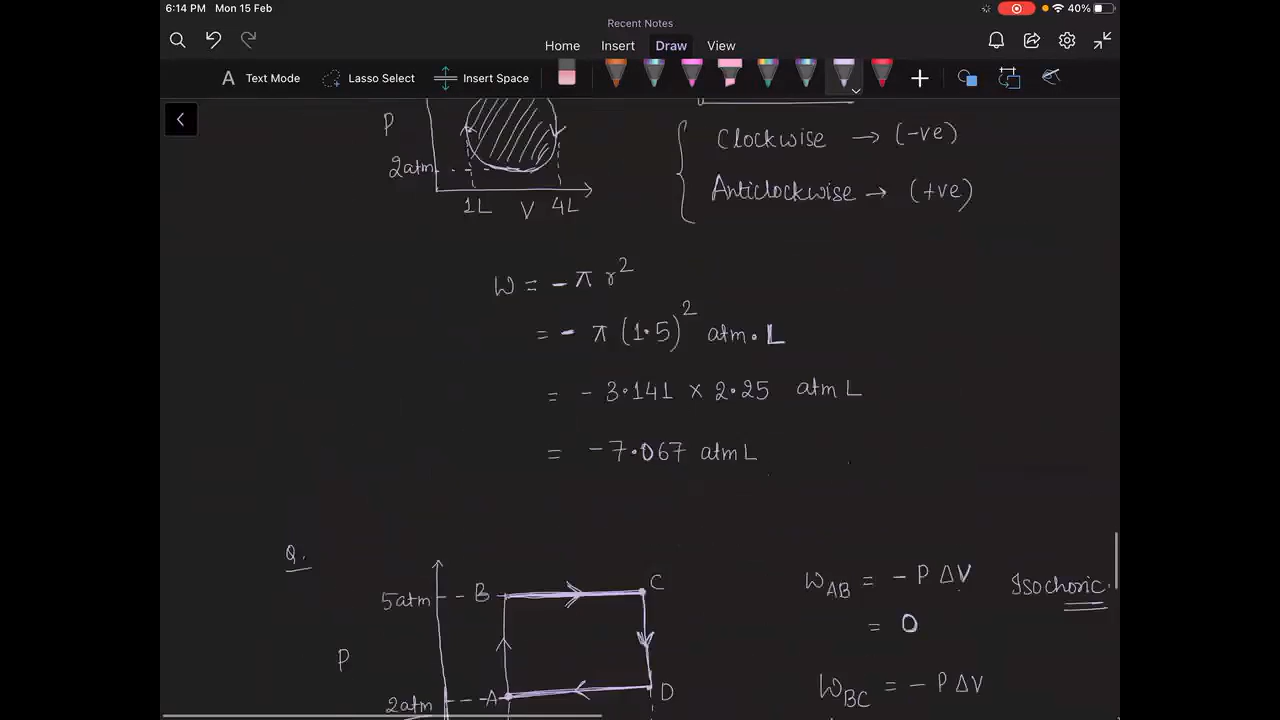 6:14 PM Mon 15 Feb
40%
Recent Notes
Home Insert Draw View
Text Mode Lasso Select Insert Space
P
2atm
1L V 4L
Clockwise → (-ve)
Anticlockwise → (+ve)
W = - π r²
= - π (1.5)² atm. L
= - 3.141 × 2.25 atm L
= -7.067 atm L
Q.
5atm B C
P
2atm A D
W_AB = - P ΔV Isochoric.
= 0
W_BC = - P ΔV